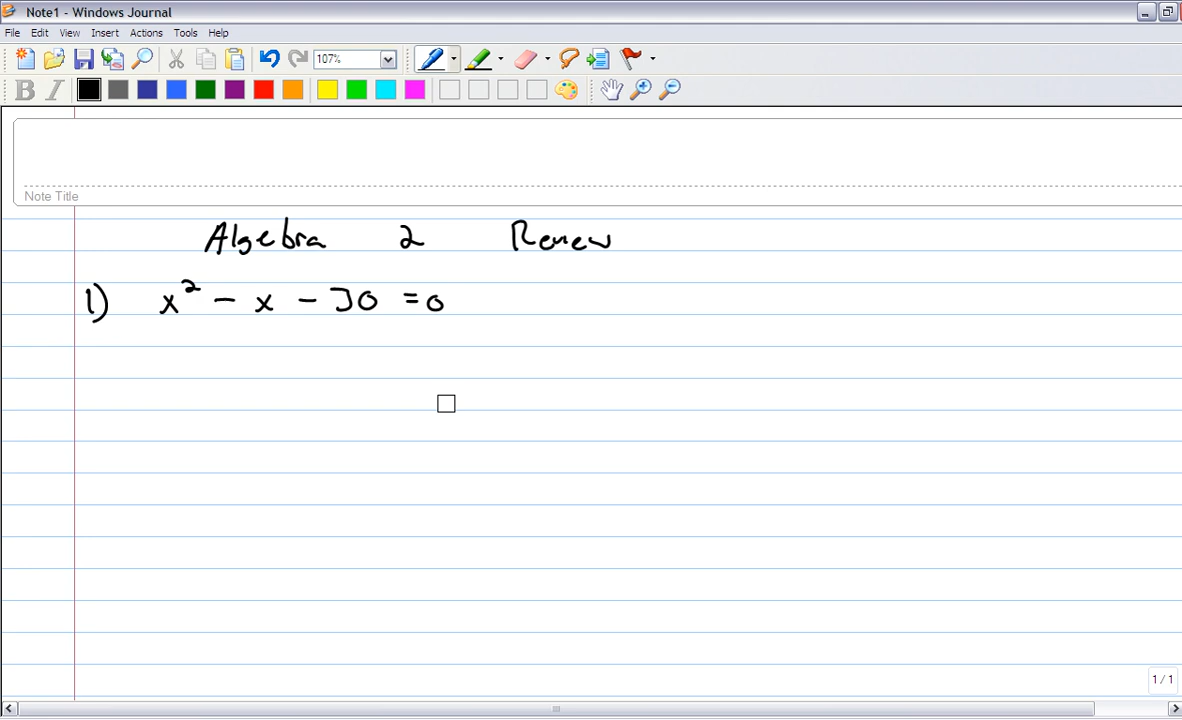 Note1 - Windows Journal
File Edit View Insert Actions Tools Help
107%
B I
Note Title
Algebra 2 Review
1) x² - x - 30 = 0
1 / 1